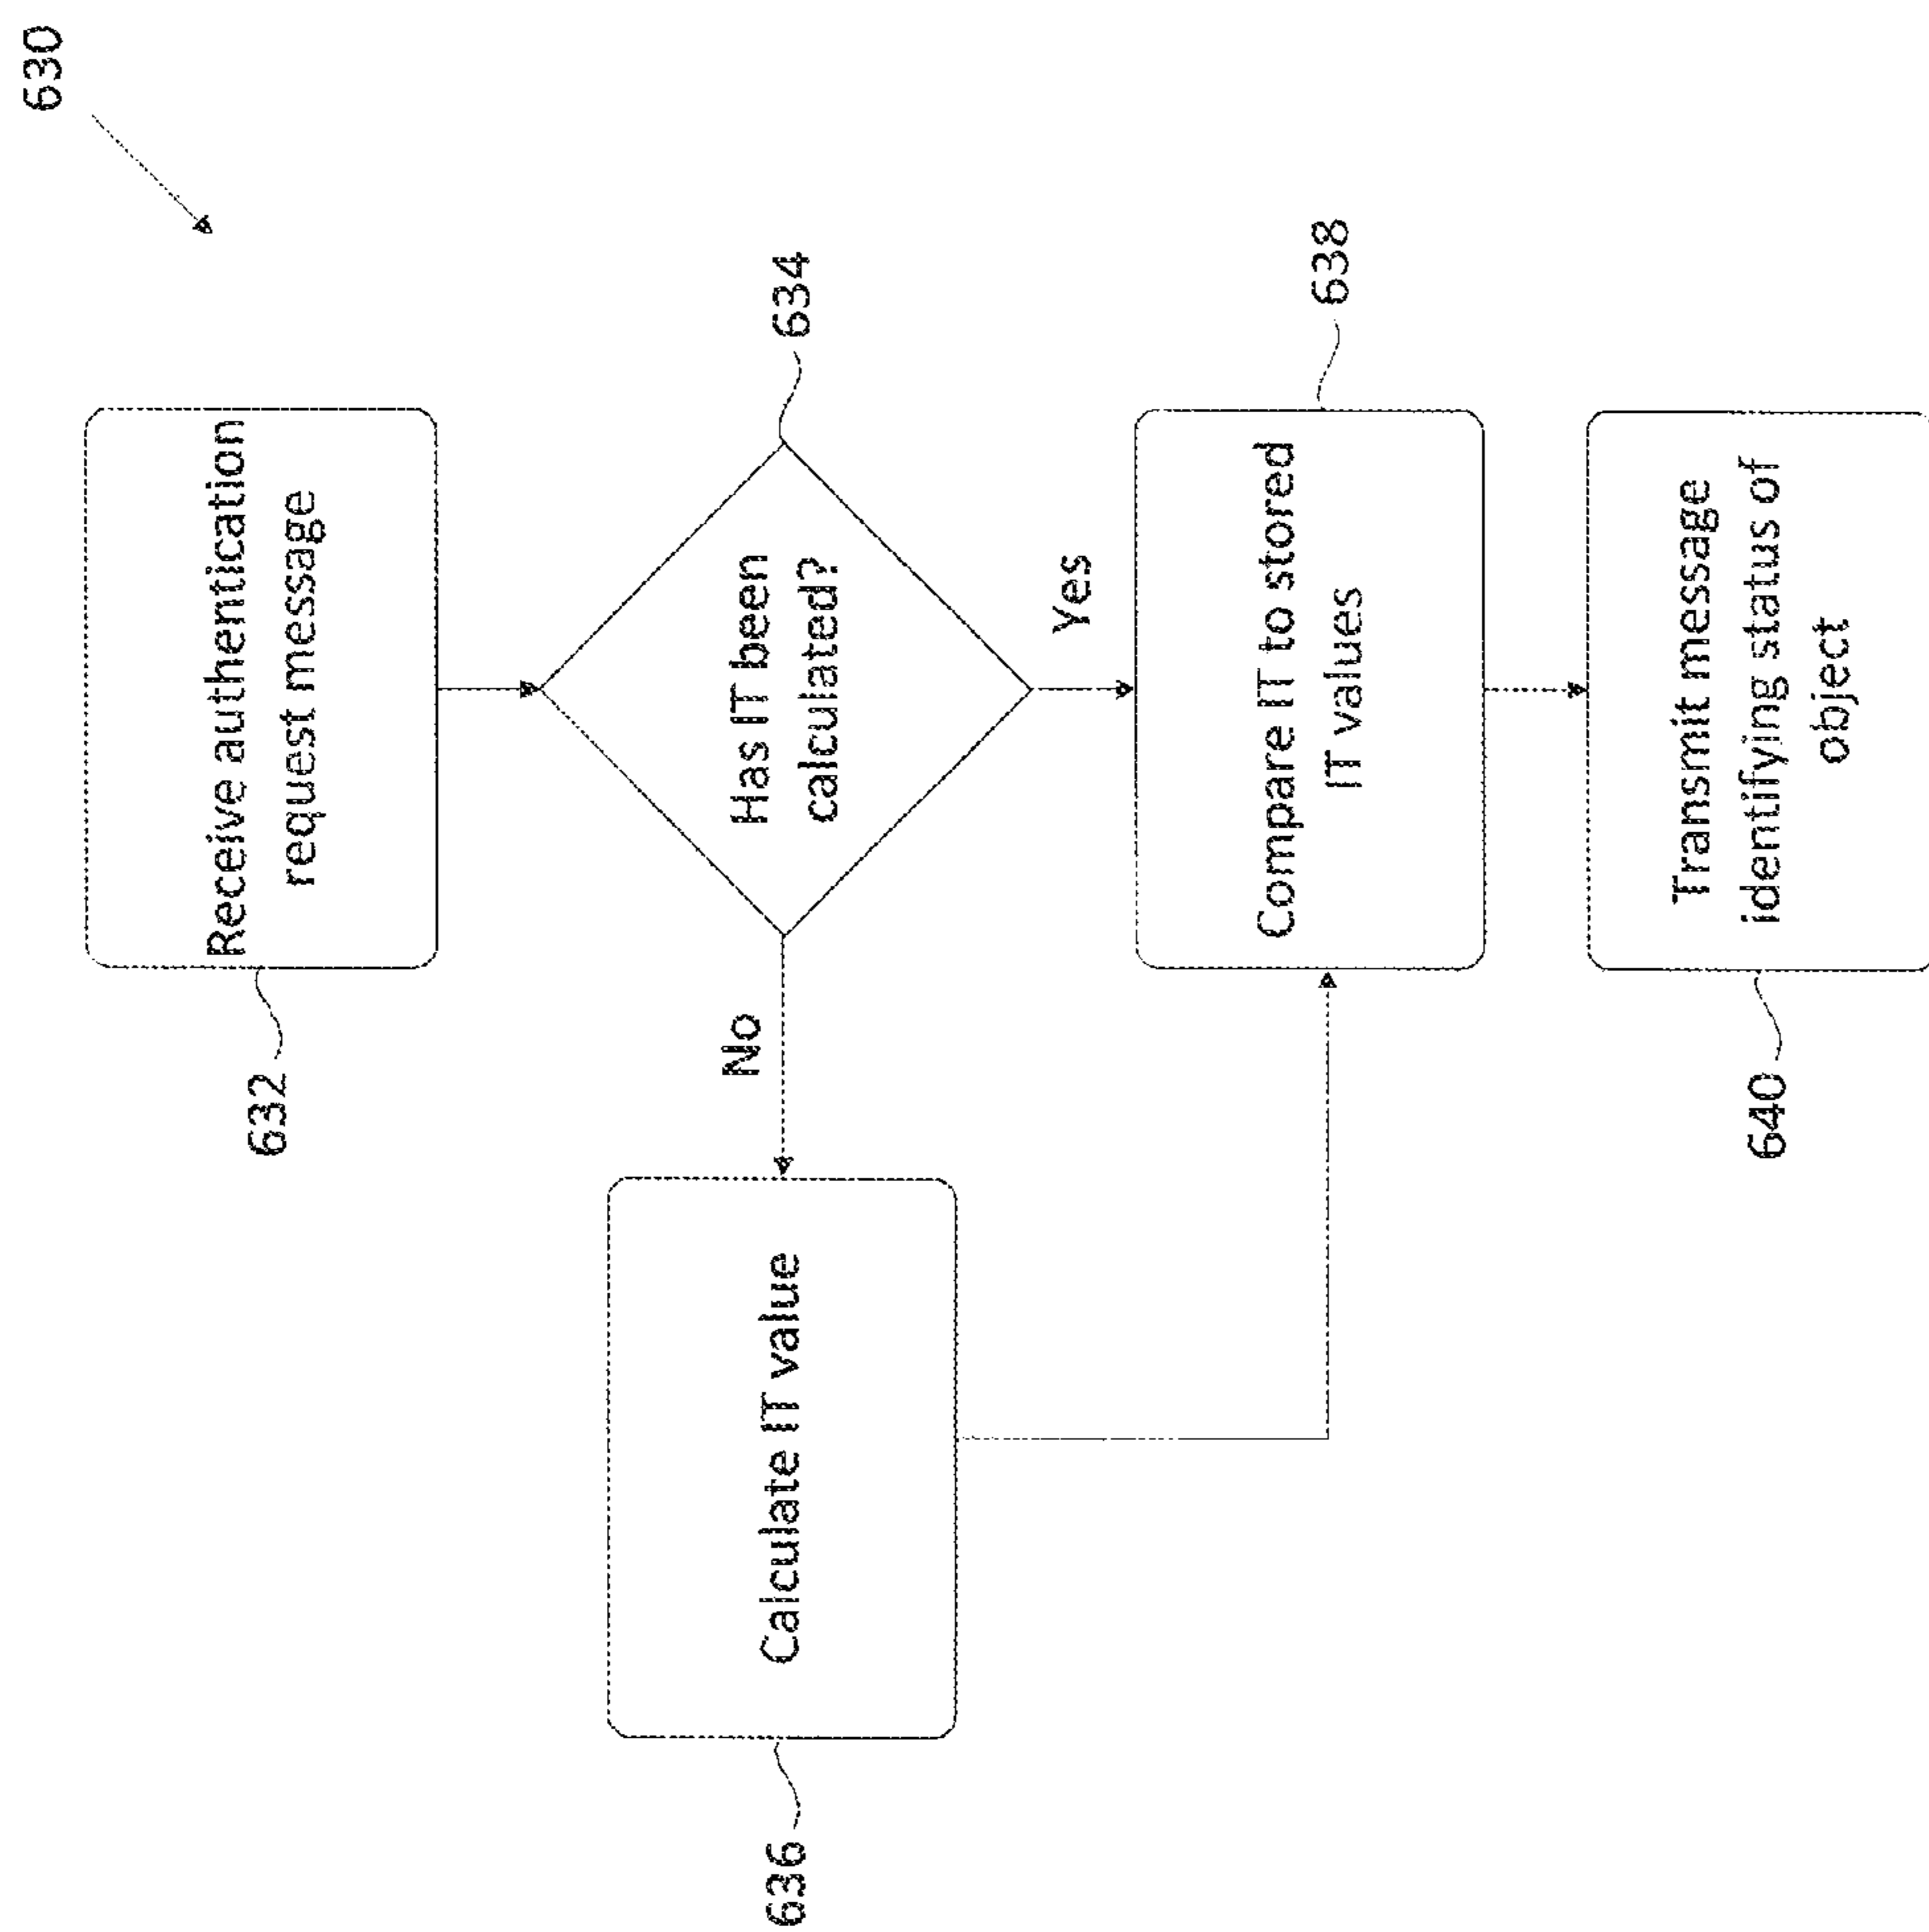 630
632
Receive authentication
request message
634
Has IT been
calculated?
No
Yes
636
Calculate IT value
638
Compare IT to stored
IT values
640
Transmit message
identifying status of
object